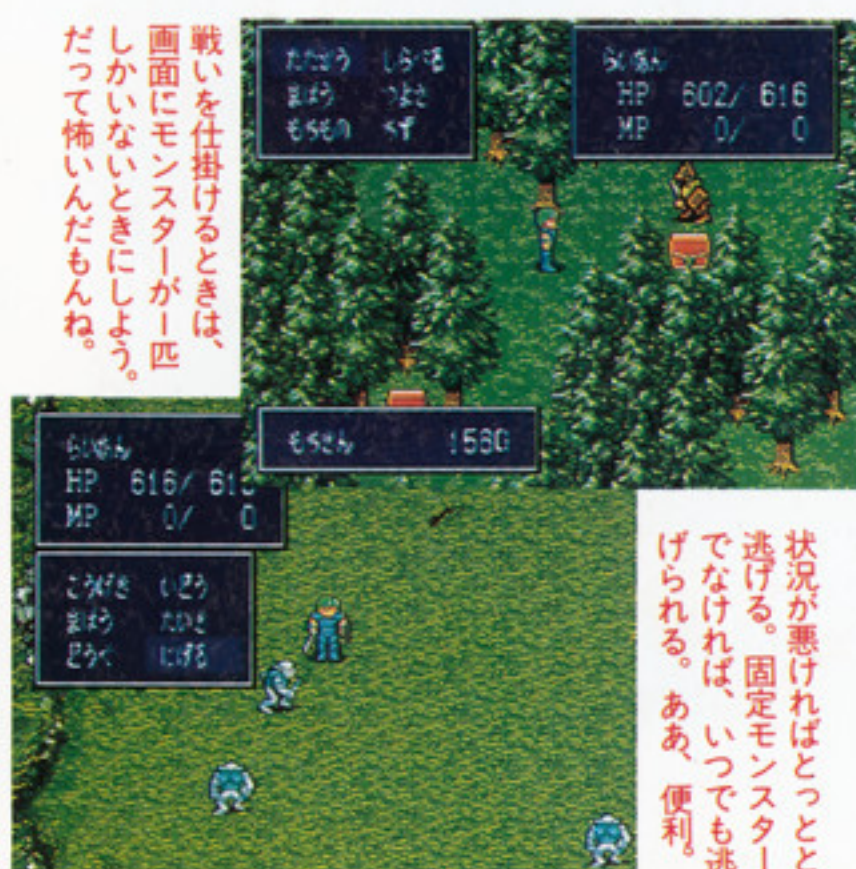 戦いを仕掛けるときは、
画面にモンスターが一匹
しかいないときにしよう。
だって怖いんだもんね。
たたかう しらべる
まほう つよさ
もちもの ちず
らいあん
HP 602/ 616
MP 0/ 0
もちきん 156G
らいあん
HP 616/ 616
MP 0/ 0
こうげき いどう
まほう たいき
どうぐ にげる
状況が悪ければとっとと
逃げる。固定モンスター
でなければ、いつでも逃
げられる。ああ、便利。